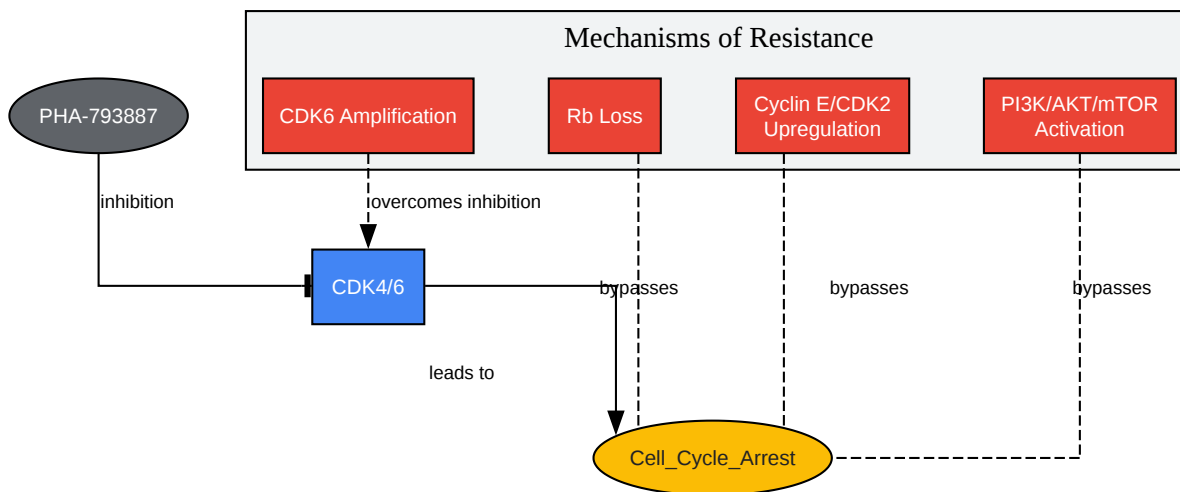 Mechanisms of Resistance
PHA-793887
CDK6 Amplification
Rb Loss
Cyclin E/CDK2
Upregulation
PI3K/AKT/mTOR
Activation
inhibition
overcomes inhibition
CDK4/6
bypasses
bypasses
bypasses
leads to
Cell_Cycle_Arrest